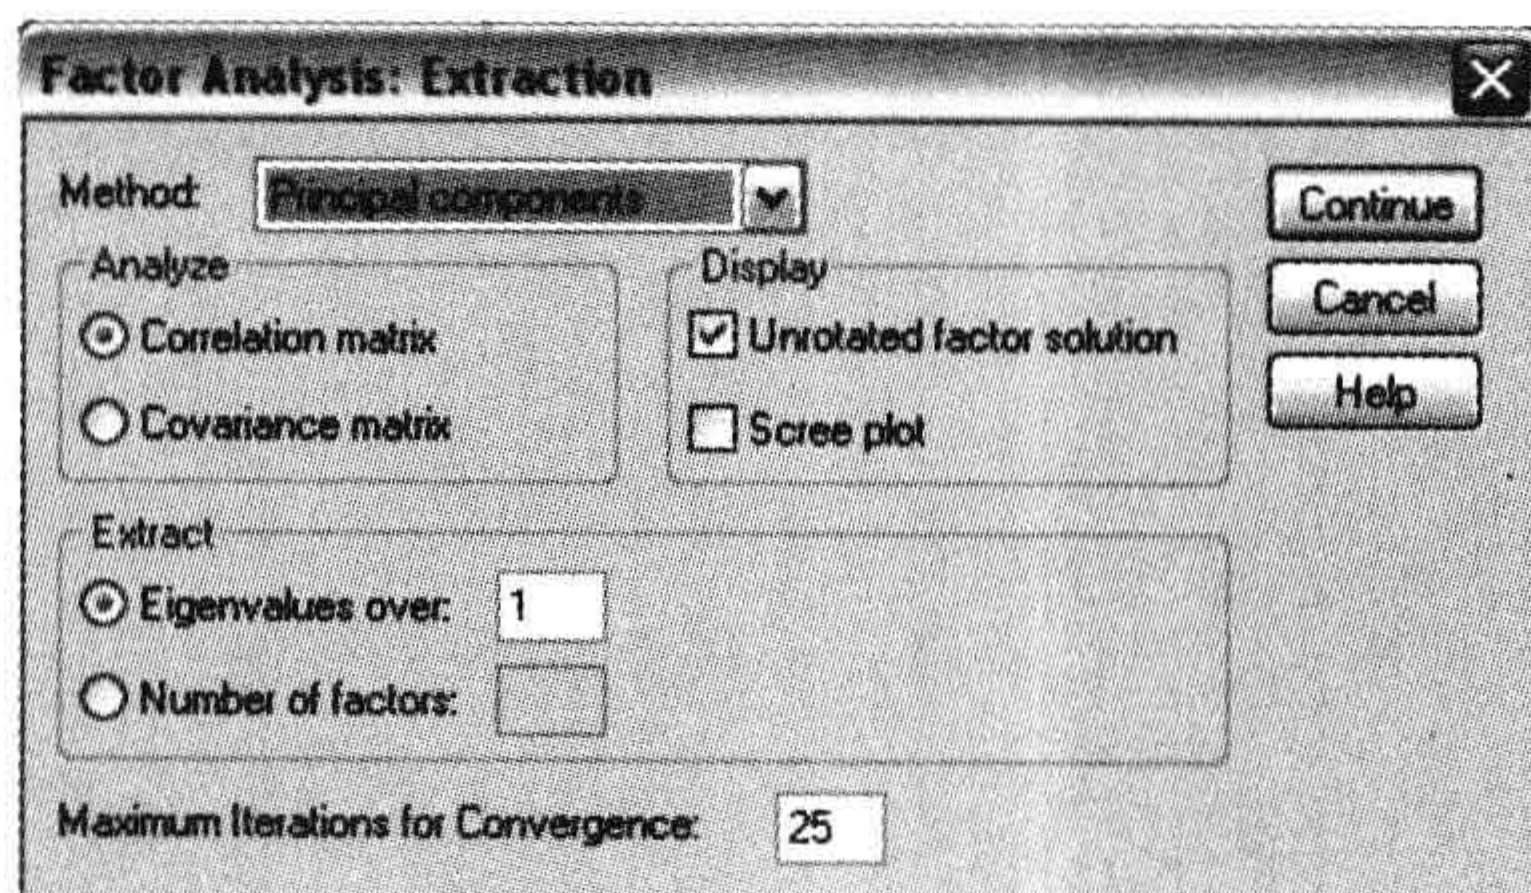 Factor Analysis: Extraction
Method: Principal components
Continue
Cancel
Help
Analyze
Correlation matrix
Covariance matrix
Display
Unrotated factor solution
Scree plot
Extract
Eigenvalues over: 1
Number of factors:
Maximum Iterations for Convergence: 25